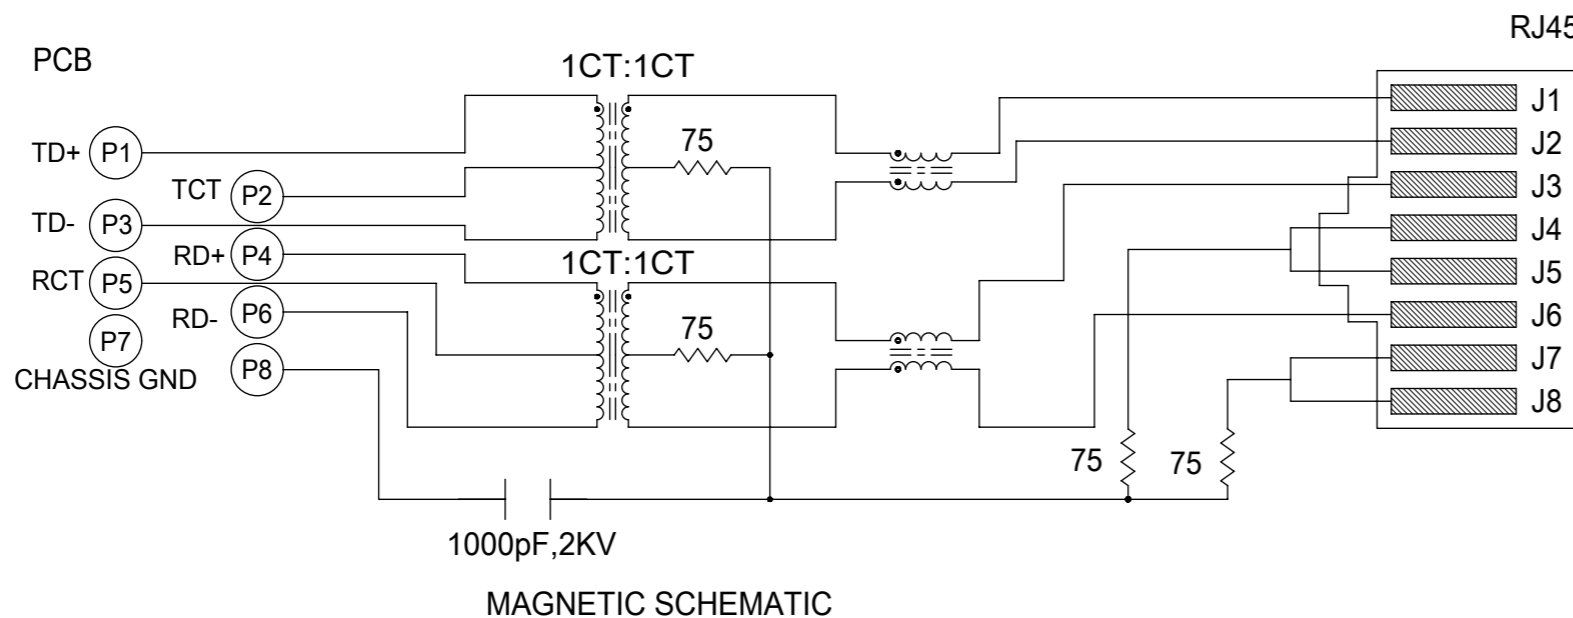 RJ45
PCB
1CT:1CT
J1
TD+ P1
75
J2
TCT P2
J3
TD- P3
J4
RD+ P4
1CT:1CT
RCT P5
J5
RD- P6
75
J6
P7
J7
CHASSIS GND P8
J8
75
75
1000pF,2KV
MAGNETIC SCHEMATIC